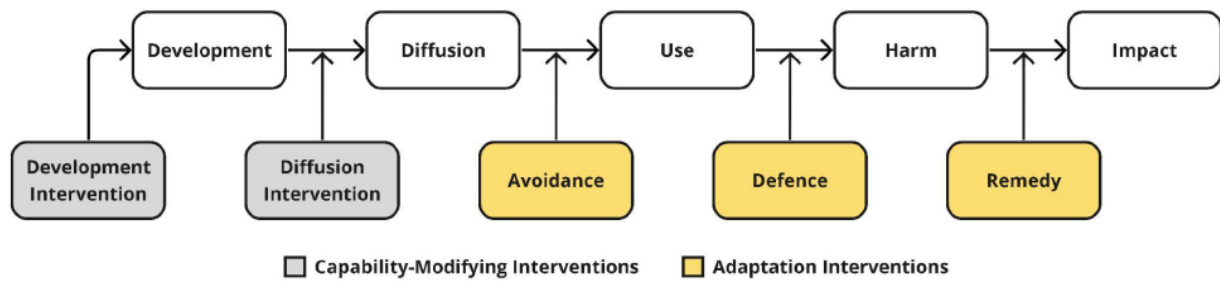 Development
Diffusion
Use
Harm
Impact
Development
Intervention
Diffusion
Intervention
Avoidance
Defence
Remedy
Capability-Modifying Interventions
Adaptation Interventions